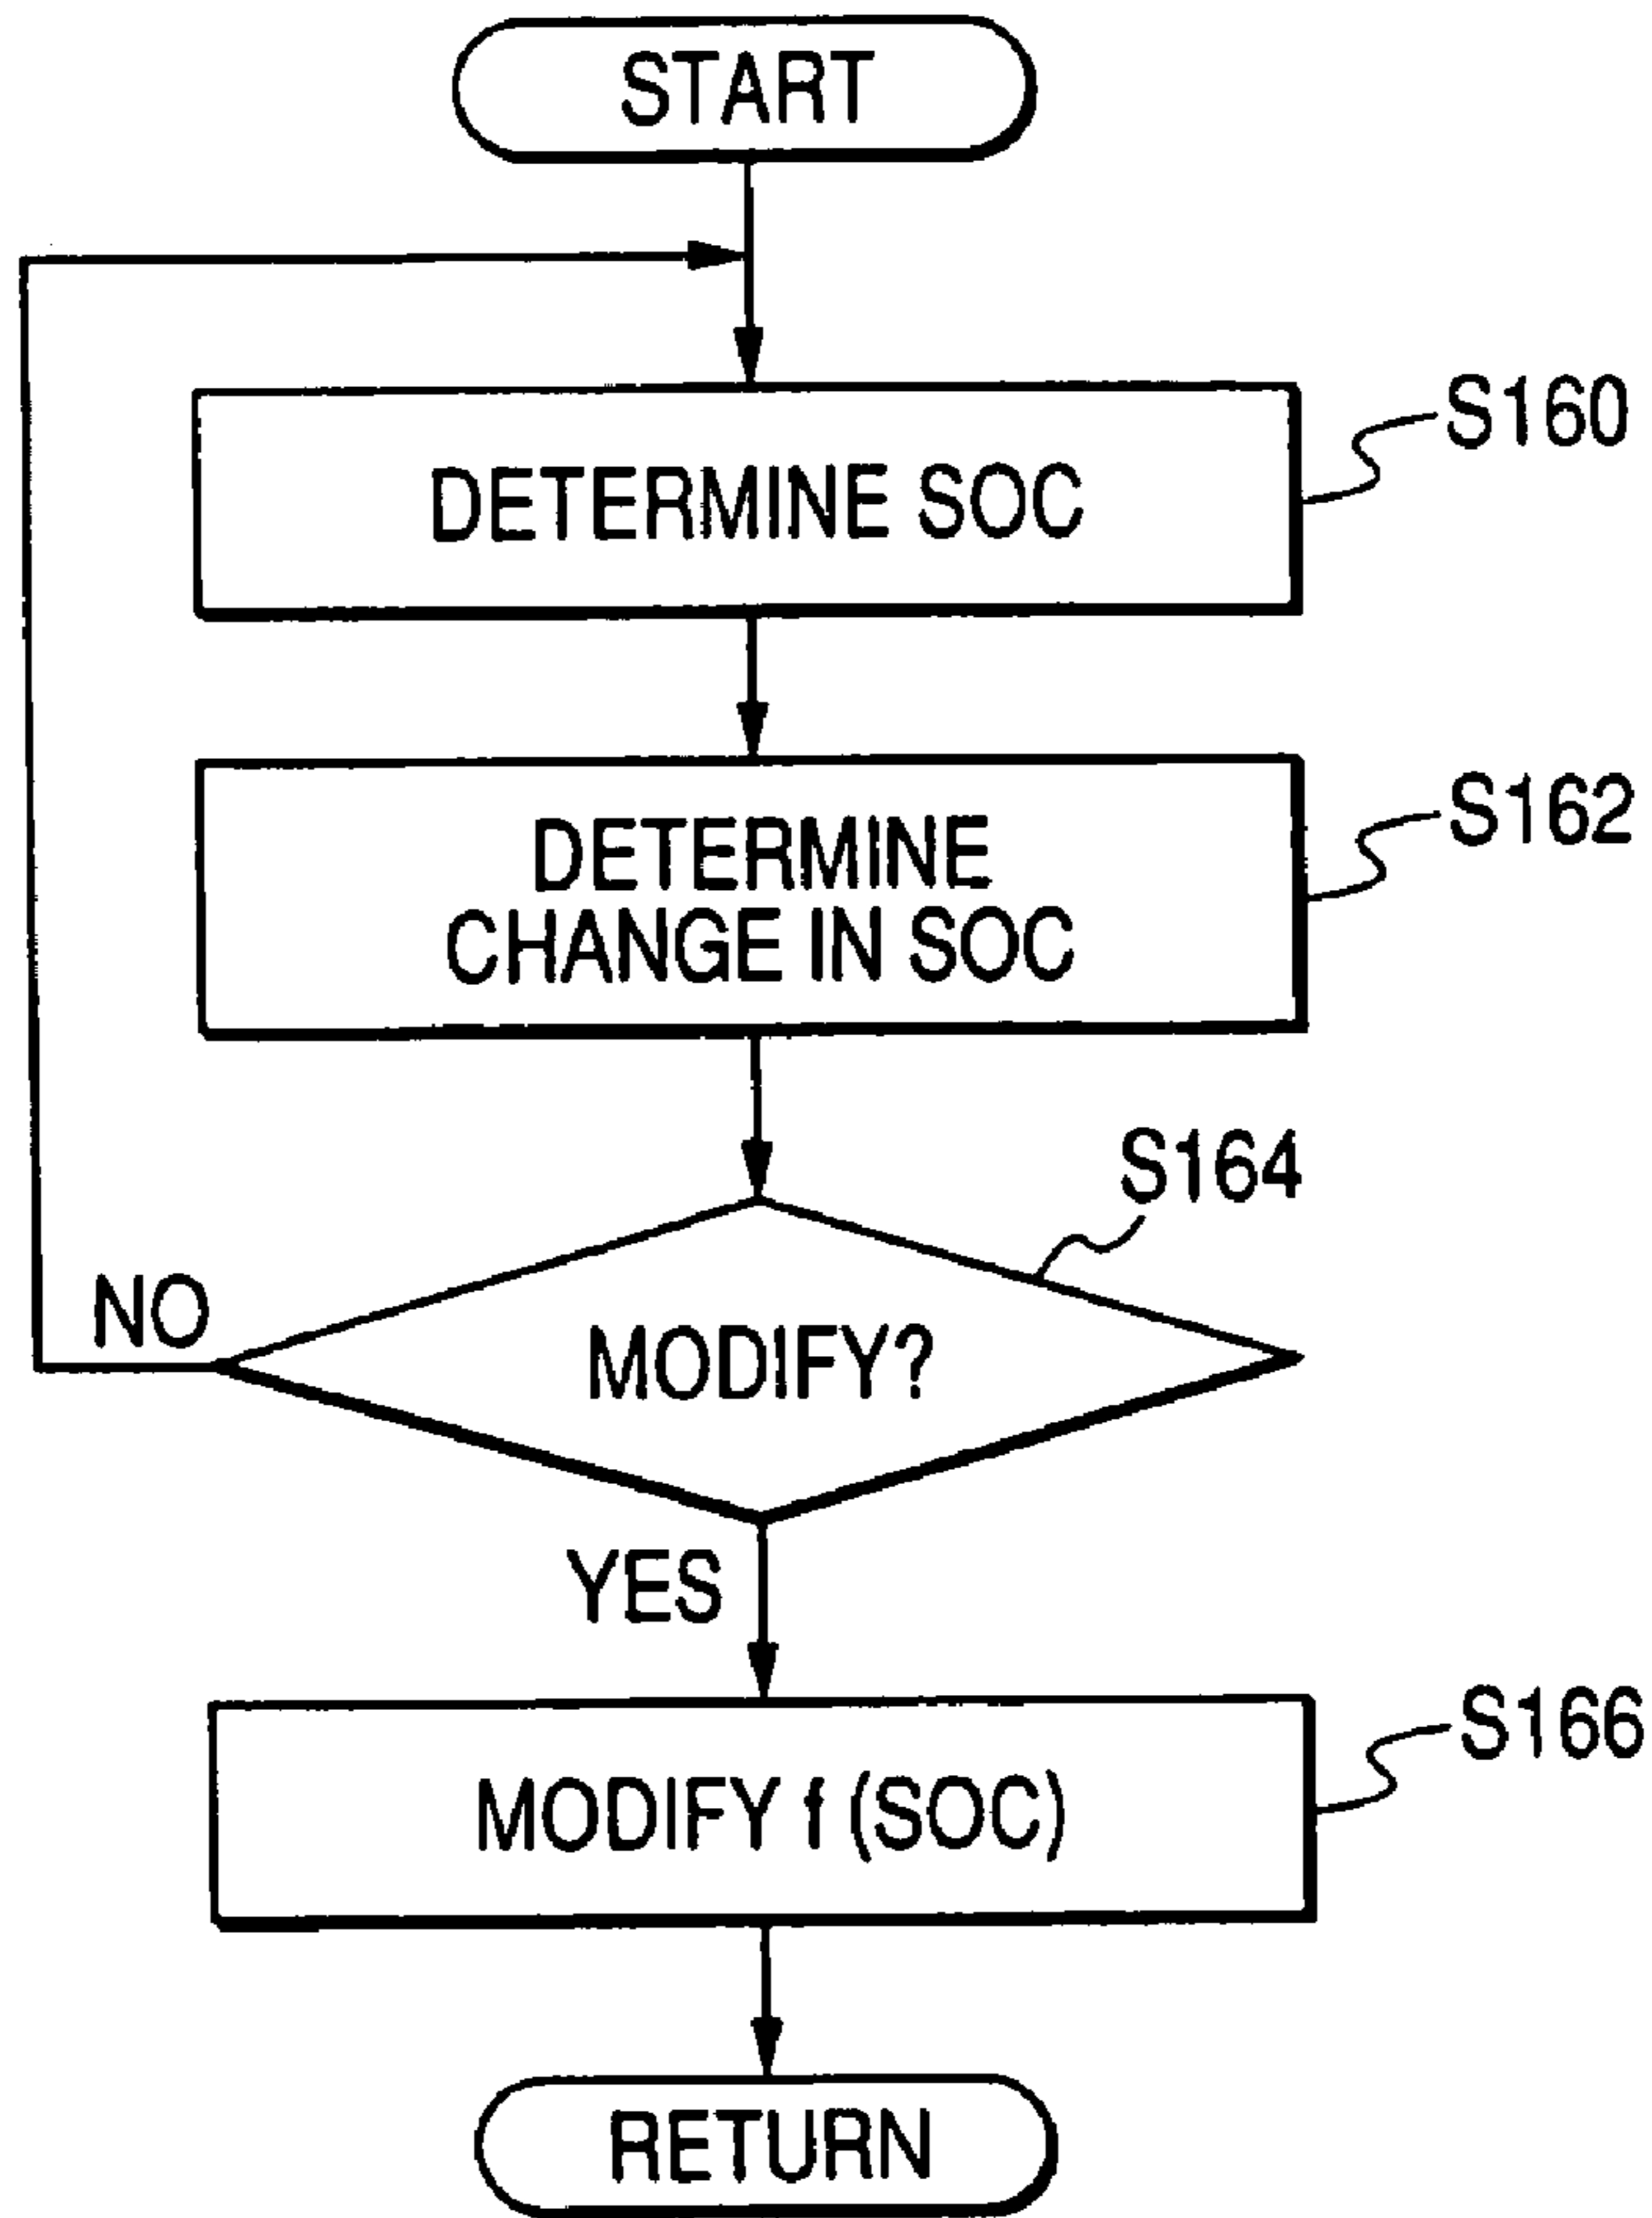 START
S160
DETERMINE SOC
S162
DETERMINE
CHANGE IN SOC
S164
NO
MODIFY?
YES
S166
MODIFY f (SOC)
RETURN